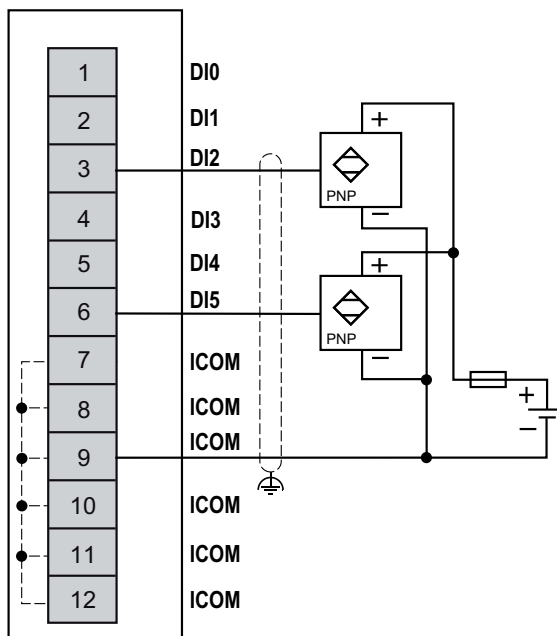 1 DI0
2 DI1
3 DI2
4 DI3
5 DI4
6 DI5
7 ICOM
8 ICOM
9 ICOM
10 ICOM
11 ICOM
12 ICOM
+
PNP
−
+
PNP
−
+
−